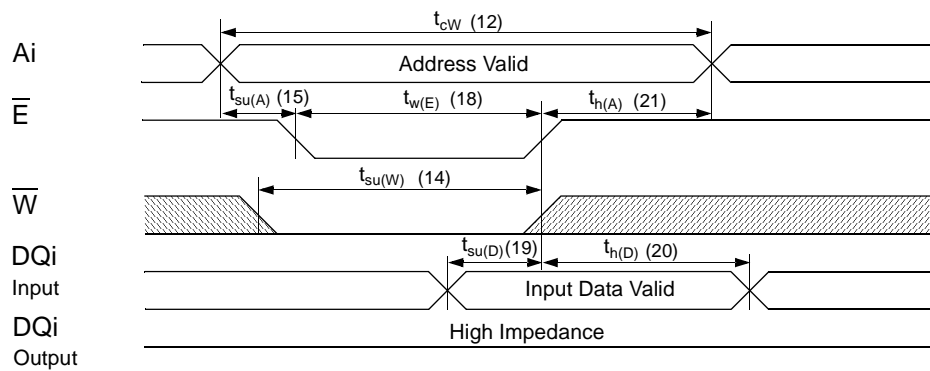 t_cW (12)
Ai
Address Valid
t_su(A) (15) t_w(E) (18) t_h(A) (21)
E̅
t_su(W) (14)
W̅
DQi
Input
t_su(D) (19) t_h(D) (20)
Input Data Valid
DQi
Output
High Impedance